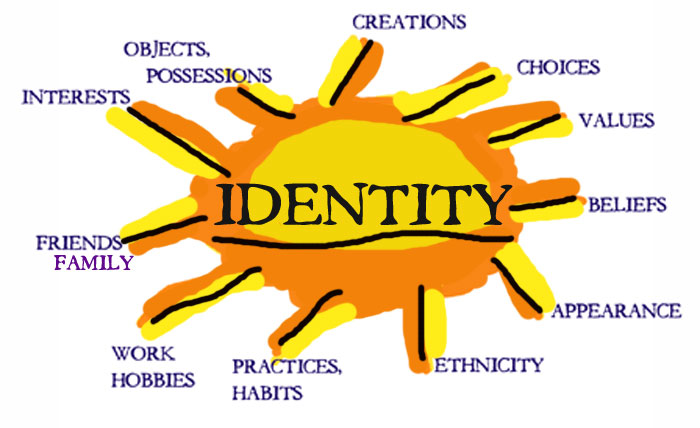 CREATIONS
OBJECTS,
POSSESSIONS
CHOICES
INTERESTS
VALUES
IDENTITY
BELIEFS
FRIENDS
FAMILY
APPEARANCE
WORK
HOBBIES
PRACTICES,
HABITS
ETHNICITY